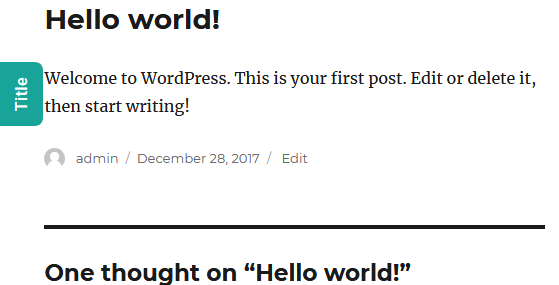 Hello world!
Title
Welcome to WordPress. This is your first post. Edit or delete it,
then start writing!
admin / December 28, 2017 / Edit
One thought on “Hello world!”